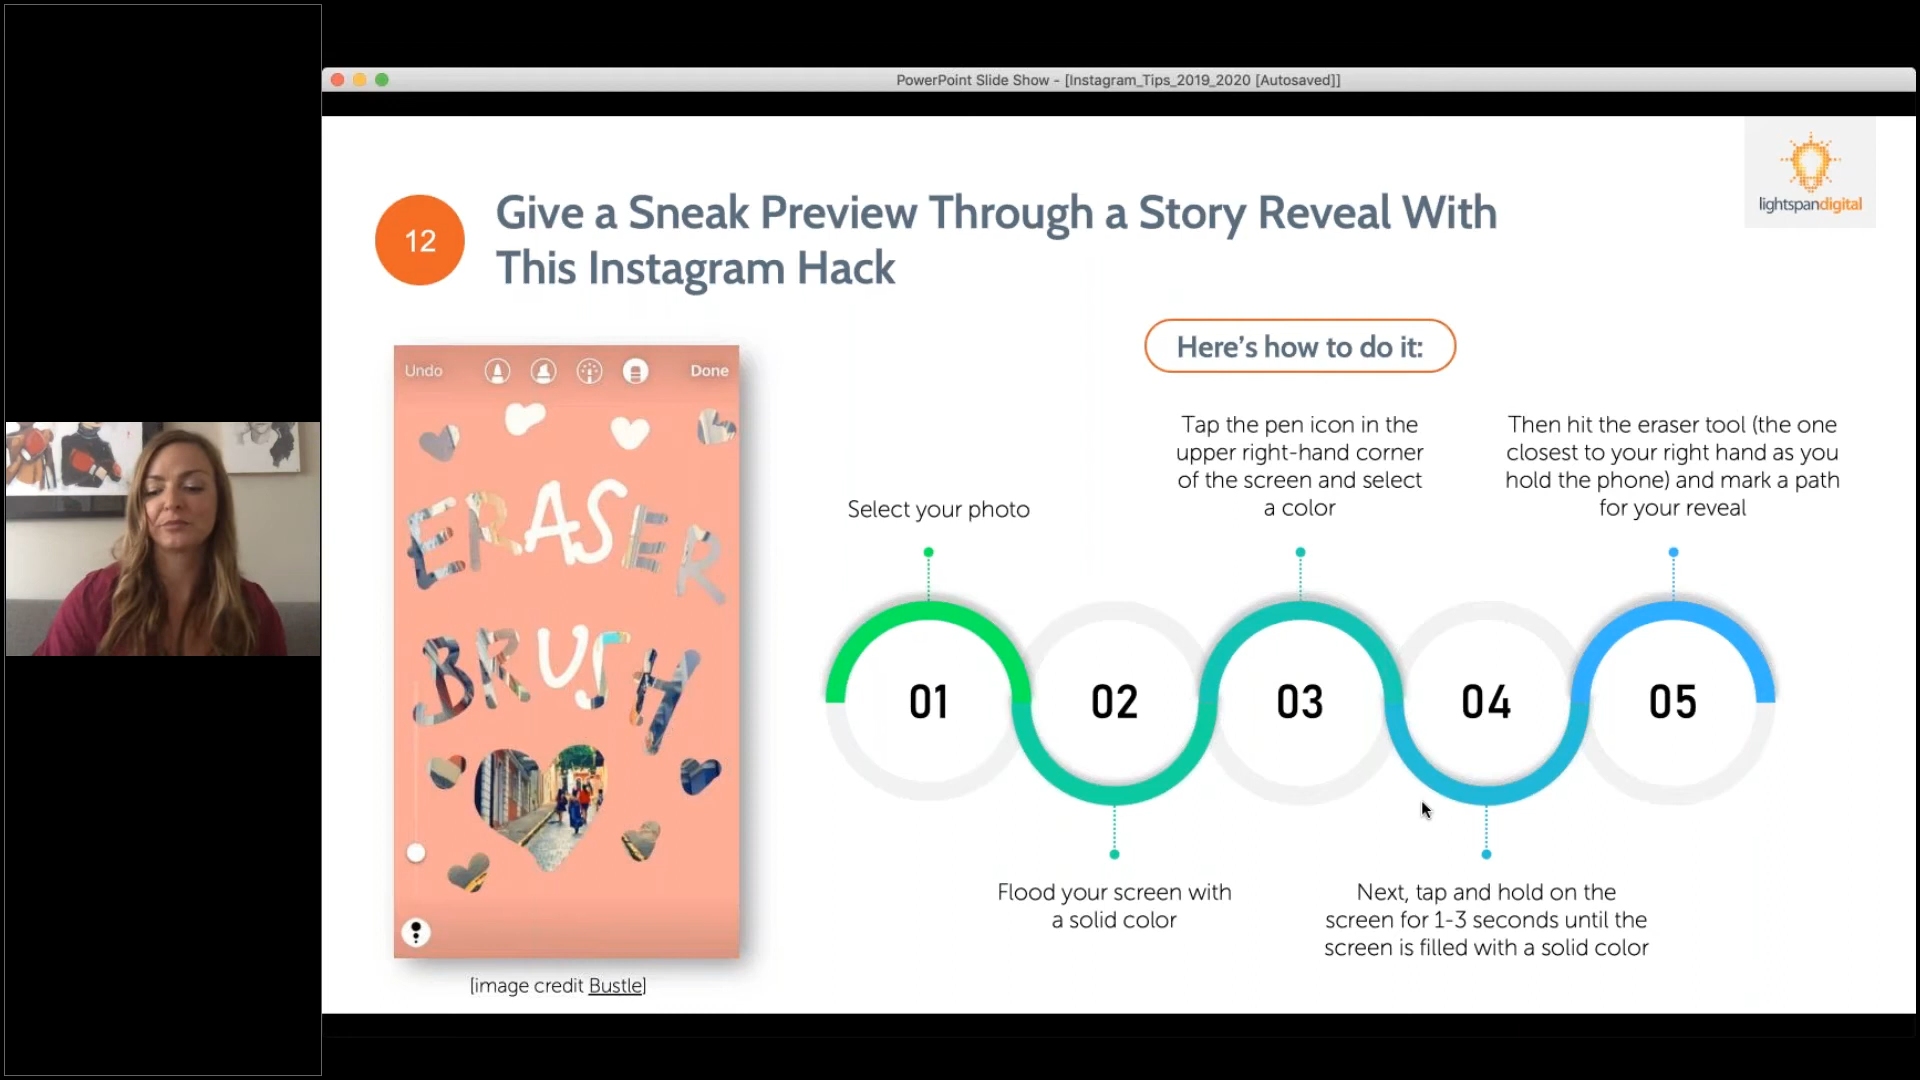 PowerPoint Slide Show - [Instagram_Tips_2019_2020 [Autosaved]]
lightspandigital
12
Give a Sneak Preview Through a Story Reveal With
This Instagram Hack
Here's how to do it:
Undo
Done
ERASER
BRUSH
[image credit Bustle]
Select your photo
Tap the pen icon in the
upper right-hand corner
of the screen and select
a color
Then hit the eraser tool (the one
closest to your right hand as you
hold the phone) and mark a path
for your reveal
01
02
03
04
05
Flood your screen with
a solid color
Next, tap and hold on the
screen for 1-3 seconds until the
screen is filled with a solid color